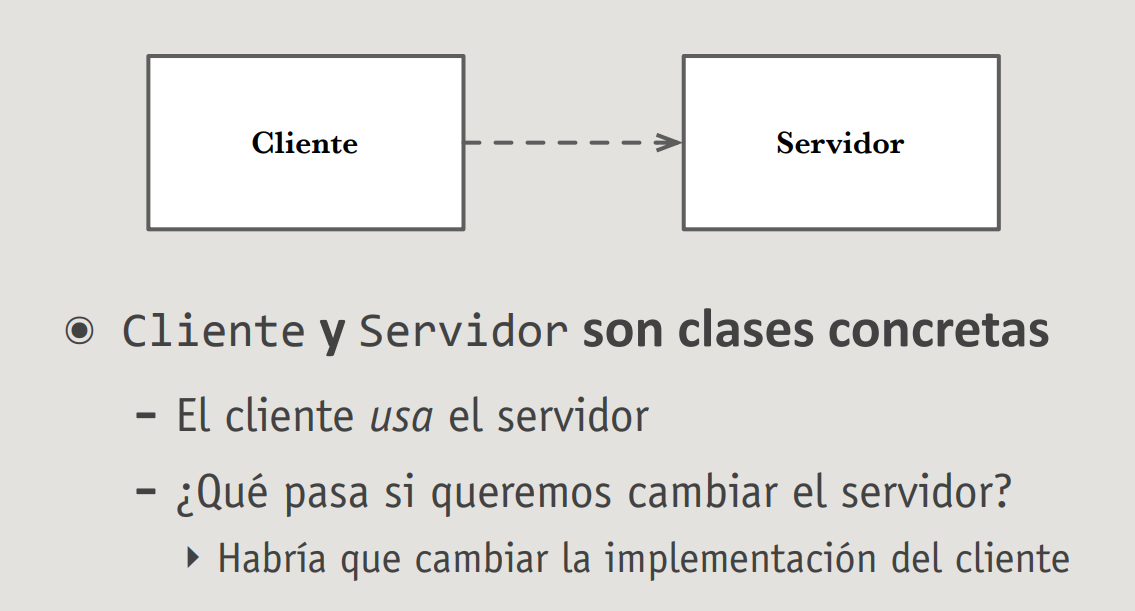 Cliente
Servidor
◉ Cliente y Servidor son clases concretas
– El cliente usa el servidor
– ¿Qué pasa si queremos cambiar el servidor?
‣ Habría que cambiar la implementación del cliente